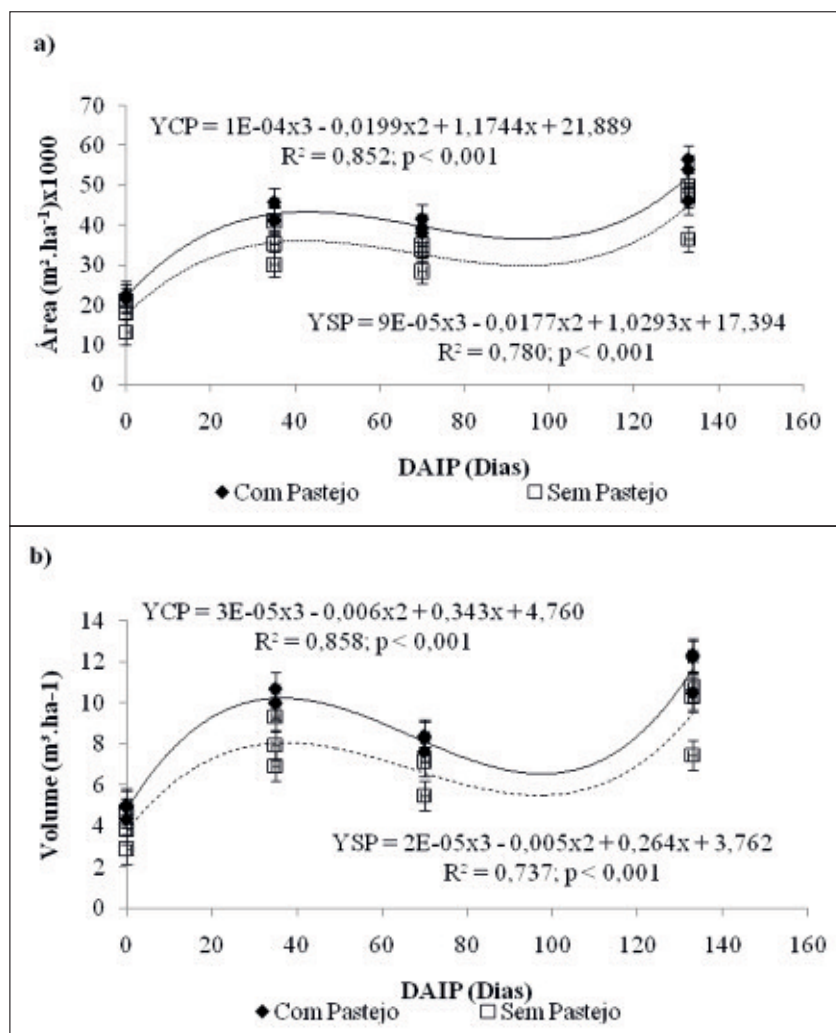 a)
YCP = 1E-04x3 - 0,0199x2 + 1,1744x + 21,889
R² = 0,852; p < 0,001
YSP = 9E-05x3 - 0,0177x2 + 1,0293x + 17,394
R² = 0,780; p < 0,001
Área (m².ha⁻¹)x1000
70
60
50
40
30
20
10
0
0 20 40 60 80 100 120 140 160
DAIP (Dias)
Com Pastejo Sem Pastejo
b)
YCP = 3E-05x3 - 0,006x2 + 0,343x + 4,760
R² = 0,858; p < 0,001
YSP = 2E-05x3 - 0,005x2 + 0,264x + 3,762
R² = 0,737; p < 0,001
Volume (m³.ha-1)
14
12
10
8
6
4
2
0
0 20 40 60 80 100 120 140 160
DAIP (Dias)
Com Pastejo Sem Pastejo